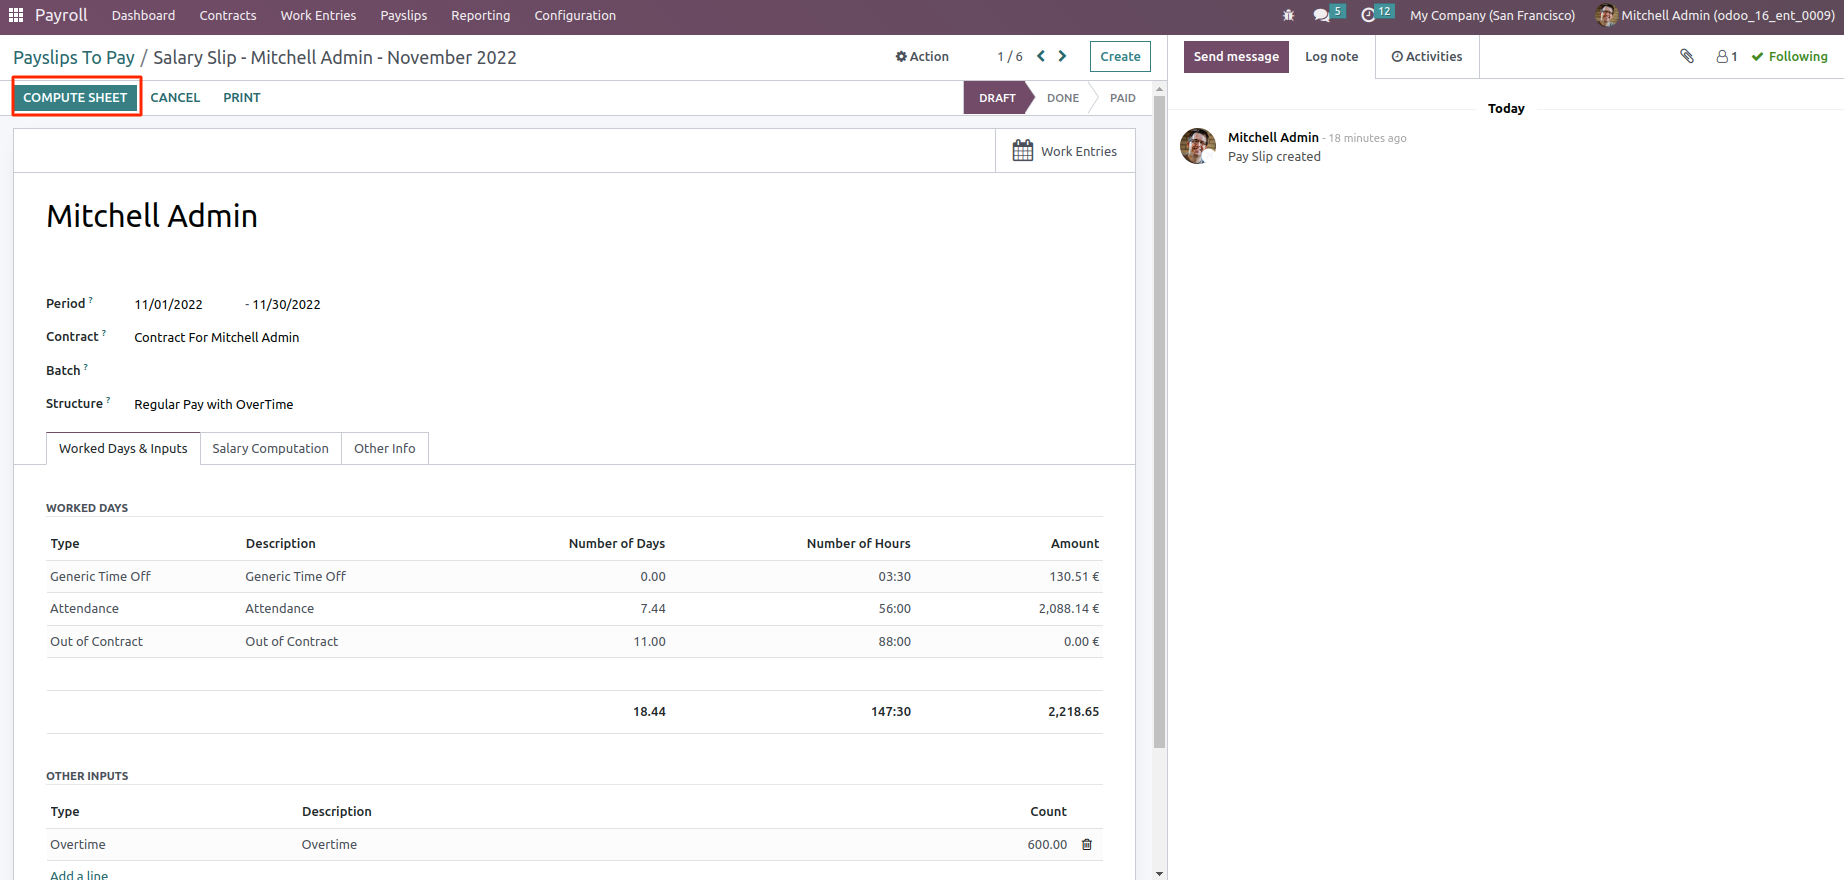 Payroll Dashboard Contracts Work Entries Payslips Reporting Configuration 5 12 My Company (San Francisco) Mitchell Admin (odoo_16_ent_0009)
Payslips To Pay / Salary Slip - Mitchell Admin - November 2022 Action 1 / 6 Create Send message Log note Activities 1 Following
COMPUTE SHEET CANCEL PRINT DRAFT DONE PAID
Today
Mitchell Admin - 18 minutes ago
Pay Slip created
Work Entries
Mitchell Admin
Period ? 11/01/2022 - 11/30/2022
Contract ? Contract For Mitchell Admin
Batch ?
Structure ? Regular Pay with OverTime
Worked Days & Inputs Salary Computation Other Info
WORKED DAYS
Type Description Number of Days Number of Hours Amount
Generic Time Off Generic Time Off 0.00 03:30 130.51 €
Attendance Attendance 7.44 56:00 2,088.14 €
Out of Contract Out of Contract 11.00 88:00 0.00 €
18.44 147:30 2,218.65
OTHER INPUTS
Type Description Count
Overtime Overtime 600.00
Add a line